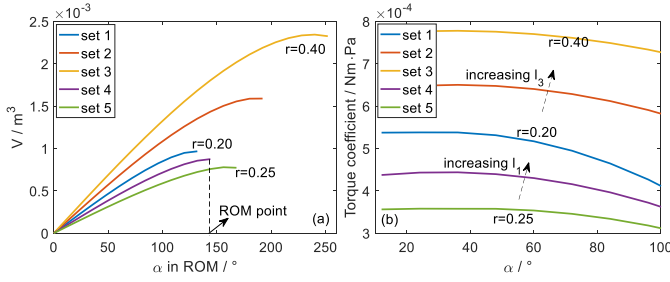 ×10⁻³
2.5
2
1.5
1
0.5
0
V / m³
set 1
set 2
set 3
set 4
set 5
r=0.40
r=0.20
r=0.25
ROM point
(a)
0 50 100 150 200 250
α in ROM / °
×10⁻⁴
8
7
6
5
4
3
Torque coefficient / Nm·Pa
set 1
set 2
set 3
set 4
set 5
r=0.40
increasing l₃
r=0.20
increasing l₁
r=0.25
(b)
20 40 60 80 100
α / °